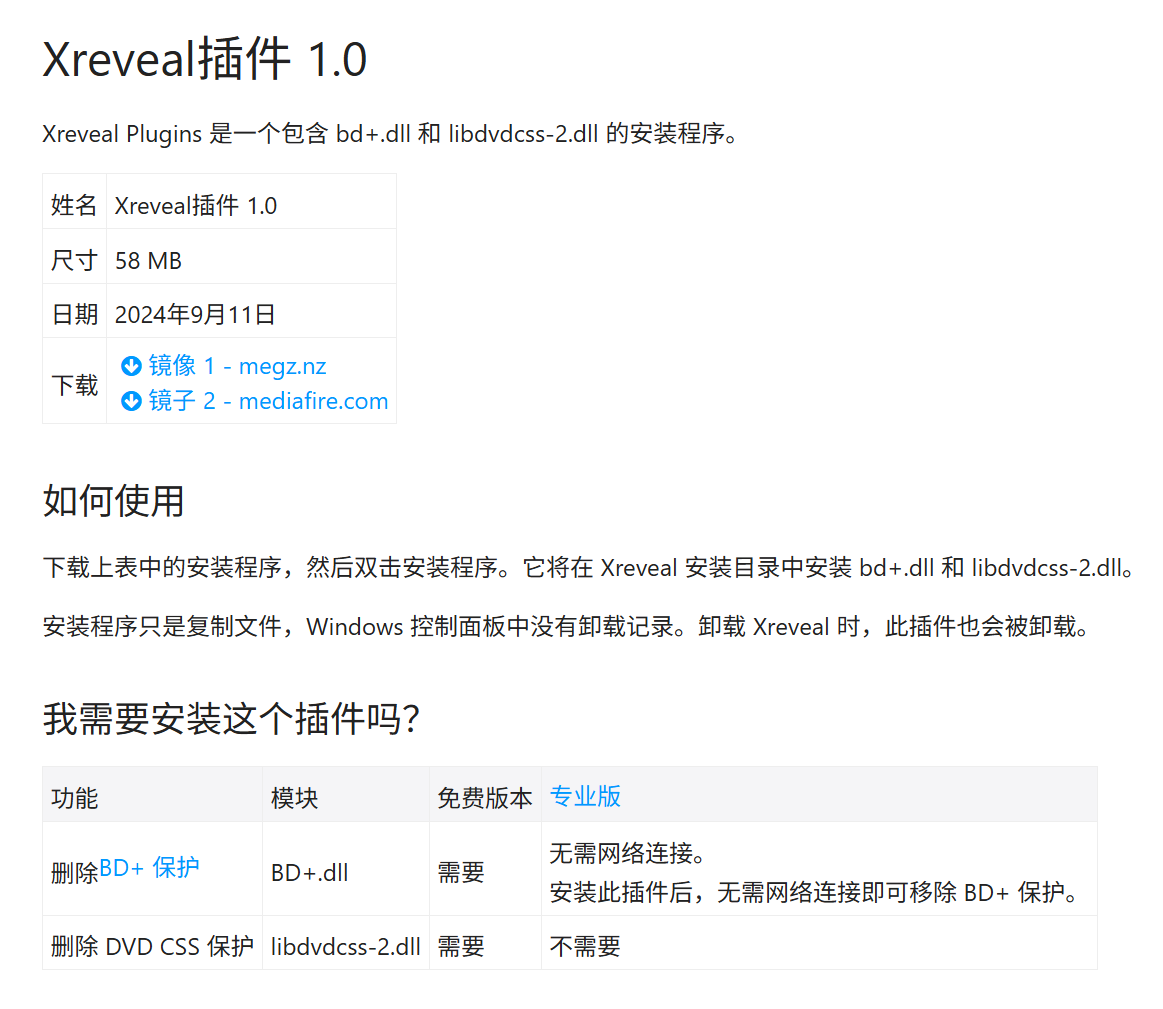 Xreveal插件 1.0
Xreveal Plugins 是一个包含 bd+.dll 和 libdvdcss-2.dll 的安装程序。
姓名 Xreveal插件 1.0
尺寸 58 MB
日期 2024年9月11日
下载 镜像 1 - megz.nz
镜子 2 - mediafire.com
如何使用
下载上表中的安装程序，然后双击安装程序。它将在 Xreveal 安装目录中安装 bd+.dll 和 libdvdcss-2.dll。
安装程序只是复制文件，Windows 控制面板中没有卸载记录。卸载 Xreveal 时，此插件也会被卸载。
我需要安装这个插件吗？
功能 模块 免费版本 专业版
删除BD+ 保护 BD+.dll 需要 无需网络连接。
安装此插件后，无需网络连接即可移除 BD+ 保护。
删除 DVD CSS 保护 libdvdcss-2.dll 需要 不需要